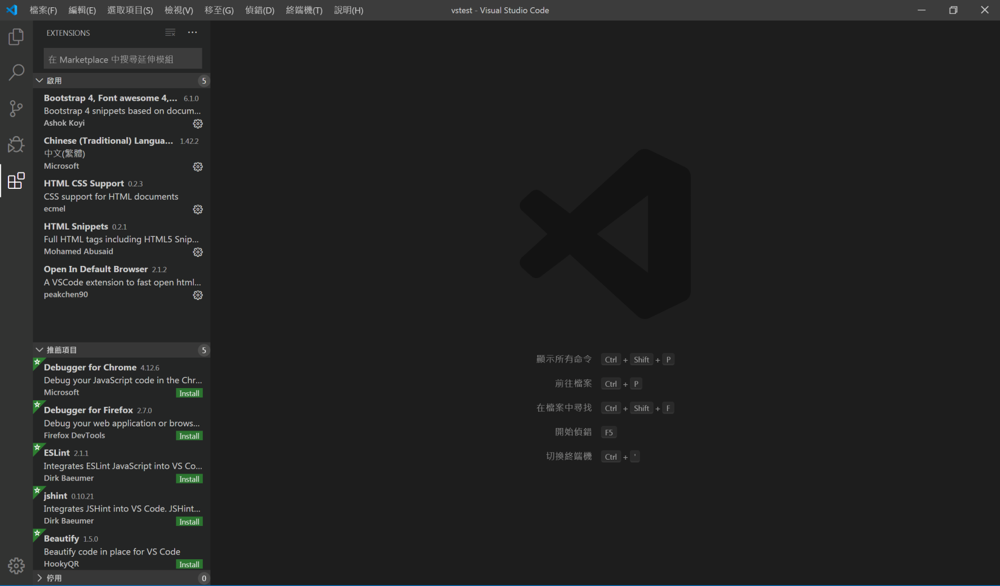 檔案(F) 編輯(E) 選取項目(S) 檢視(V) 移至(G) 偵錯(D) 終端機(T) 說明(H) vstest - Visual Studio Code
EXTENSIONS
在 Marketplace 中搜尋延伸模組
啟用 5
Bootstrap 4, Font awesome 4,... 6.1.0
Bootstrap 4 snippets based on docum...
Ashok Koyi
Chinese (Traditional) Langua... 1.42.2
中文(繁體)
Microsoft
HTML CSS Support 0.2.3
CSS support for HTML documents
ecmel
HTML Snippets 0.2.1
Full HTML tags including HTML5 Snip...
Mohamed Abusaid
Open In Default Browser 2.1.2
A VSCode extension to fast open html...
peakchen90
推薦項目 5
Debugger for Chrome 4.12.6
Debug your JavaScript code in the Chr...
Microsoft Install
Debugger for Firefox 2.7.0
Debug your web application or brows...
Firefox DevTools Install
ESLint 2.1.1
Integrates ESLint JavaScript into VS Co...
Dirk Baeumer Install
jshint 0.10.21
Integrates JSHint into VS Code. JSHint...
Dirk Baeumer Install
Beautify 1.5.0
Beautify code in place for VS Code
HookyQR Install
停用 0
顯示所有命令 Ctrl + Shift + P
前往檔案 Ctrl + P
在檔案中尋找 Ctrl + Shift + F
開始偵錯 F5
切換終端機 Ctrl + '